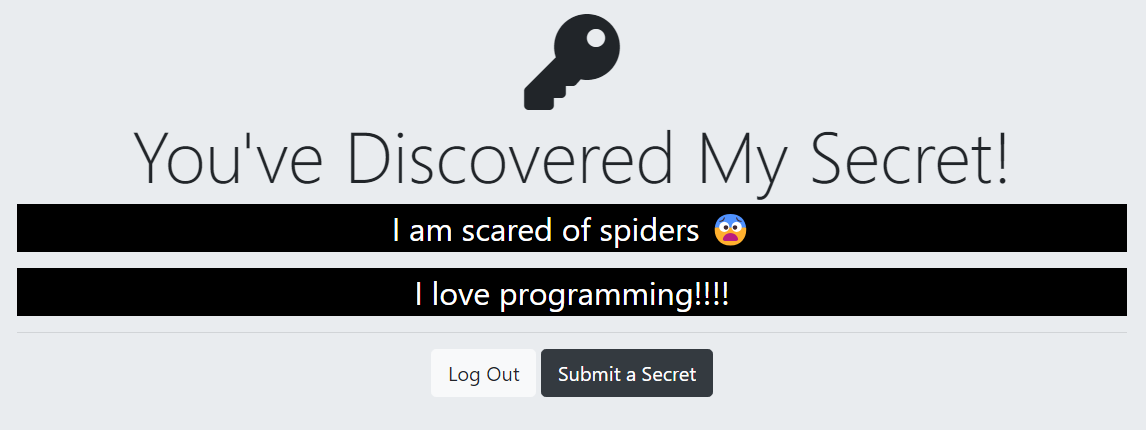 You've Discovered My Secret!
I am scared of spiders 😨
I love programming!!!!
Log Out
Submit a Secret